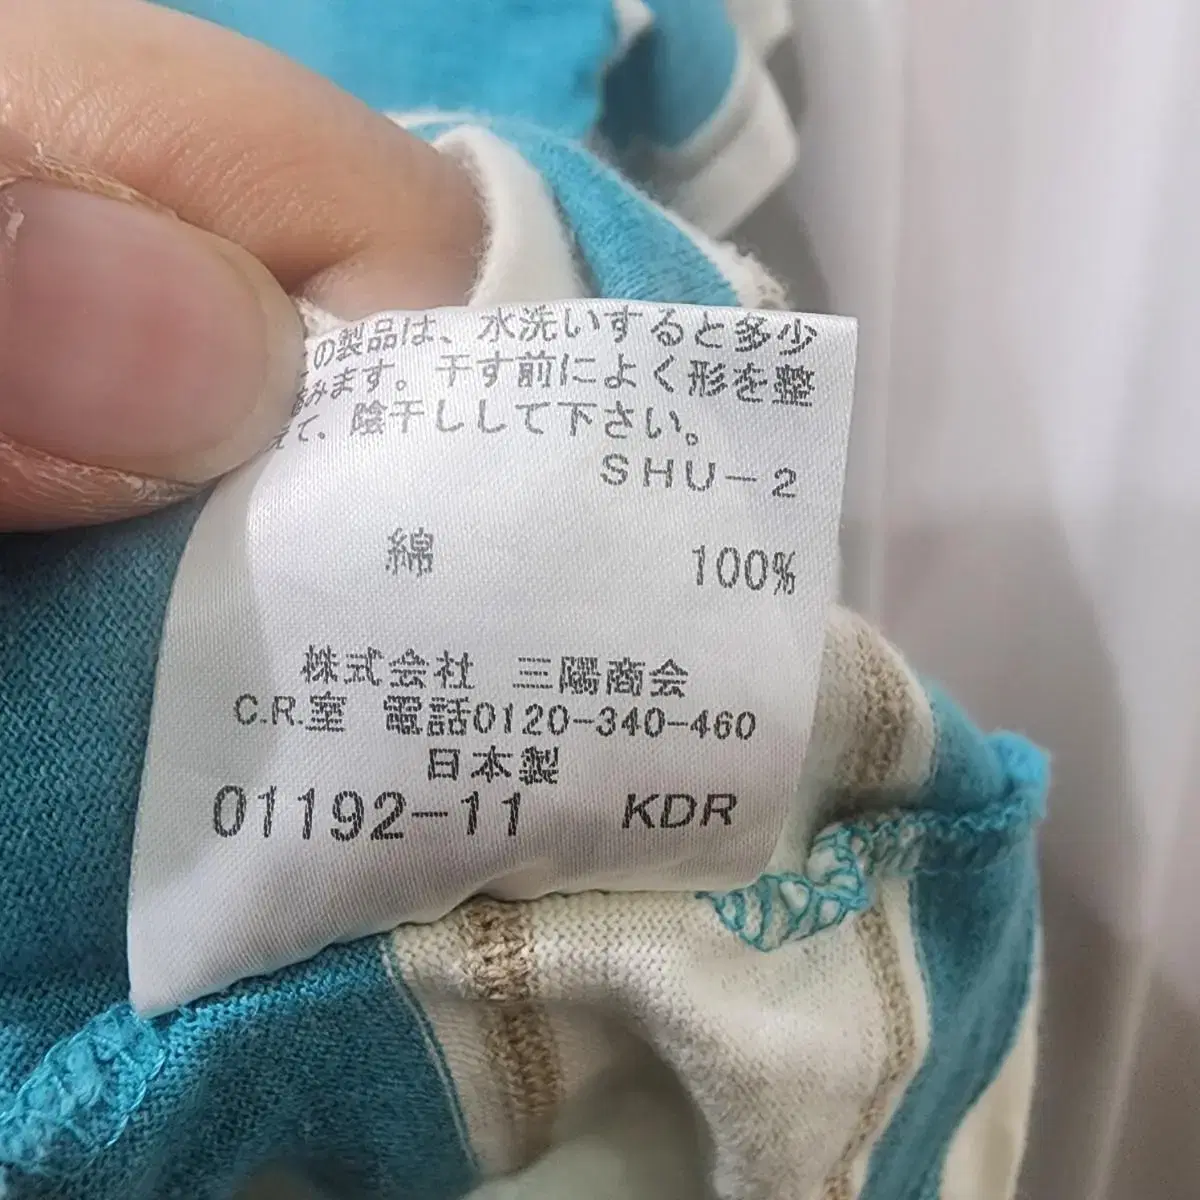 の製品は、水洗いすると多少
縮みます。干す前によく形を整
えて、陰干しして下さい。
SHU-2
綿 100%
株式会社 三陽商会
C.R.室 電話0120-340-460
日本製
01192-11 KDR